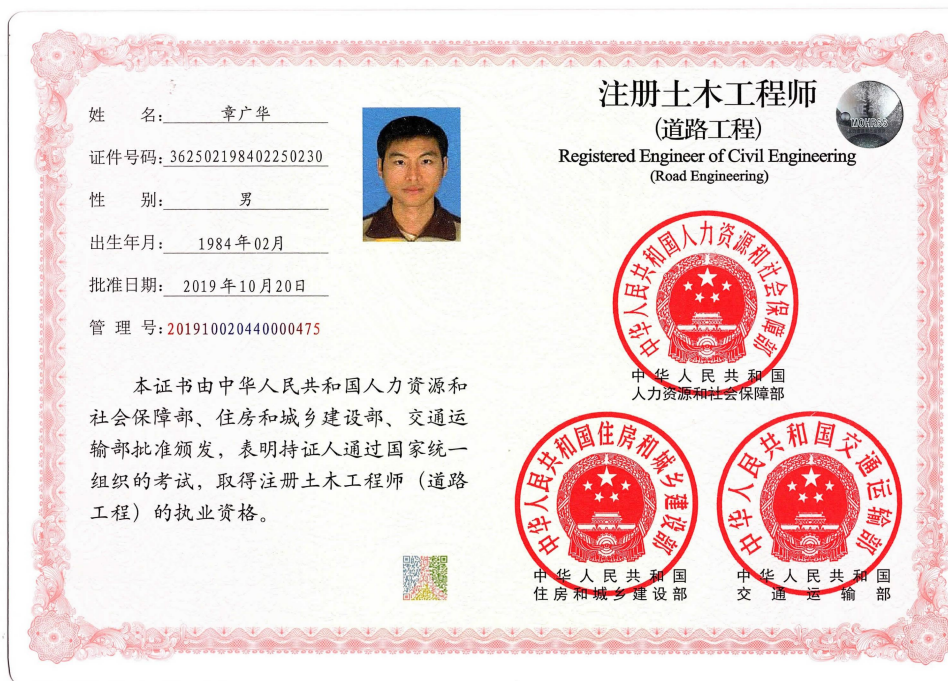 姓 名: 章广华
证件号码: 362502198402250230
性 别: 男
出生年月: 1984年02月
批准日期: 2019年10月20日
管 理 号: 201910020440000475
本证书由中华人民共和国人力资源和
社会保障部、住房和城乡建设部、交通运
输部批准颁发，表明持证人通过国家统一
组织的考试，取得注册土木工程师（道路
工程）的执业资格。
注册土木工程师
(道路工程)
Registered Engineer of Civil Engineering
(Road Engineering)
MOHRSS
中华人民共和国人力资源和社会保障部
中华人民共和国
人力资源和社会保障部
中华人民共和国住房和城乡建设部
中华人民共和国
住房和城乡建设部
中华人民共和国交通运输部
中华人民共和国
交通运输部